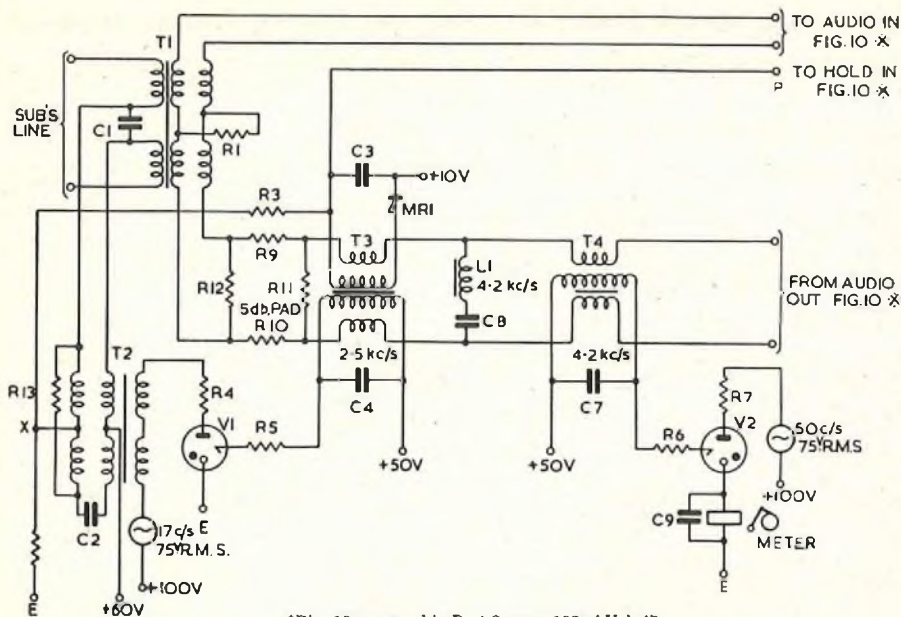 TO AUDIO IN
FIG. 10 *
TO HOLD IN
FIG. 10 *
P
T1
SUB'S
LINE
C1
R1
C3
+10V
MR1
R3
T3
T4
R9
R12
R11
5db. PAD
R10
L1
4·2 kc/s
C8
FROM AUDIO
OUT FIG. 10 *
2·5 kc/s
4·2 kc/s
C4
C7
T2
R13
X
R4
V1
R5
R7
V2
R6
50c/s
75V R.M.S
+50V
+50V
+100V
E
C2
17c/s
75V R.M.S.
C9
METER
E
E
+60V
+100V